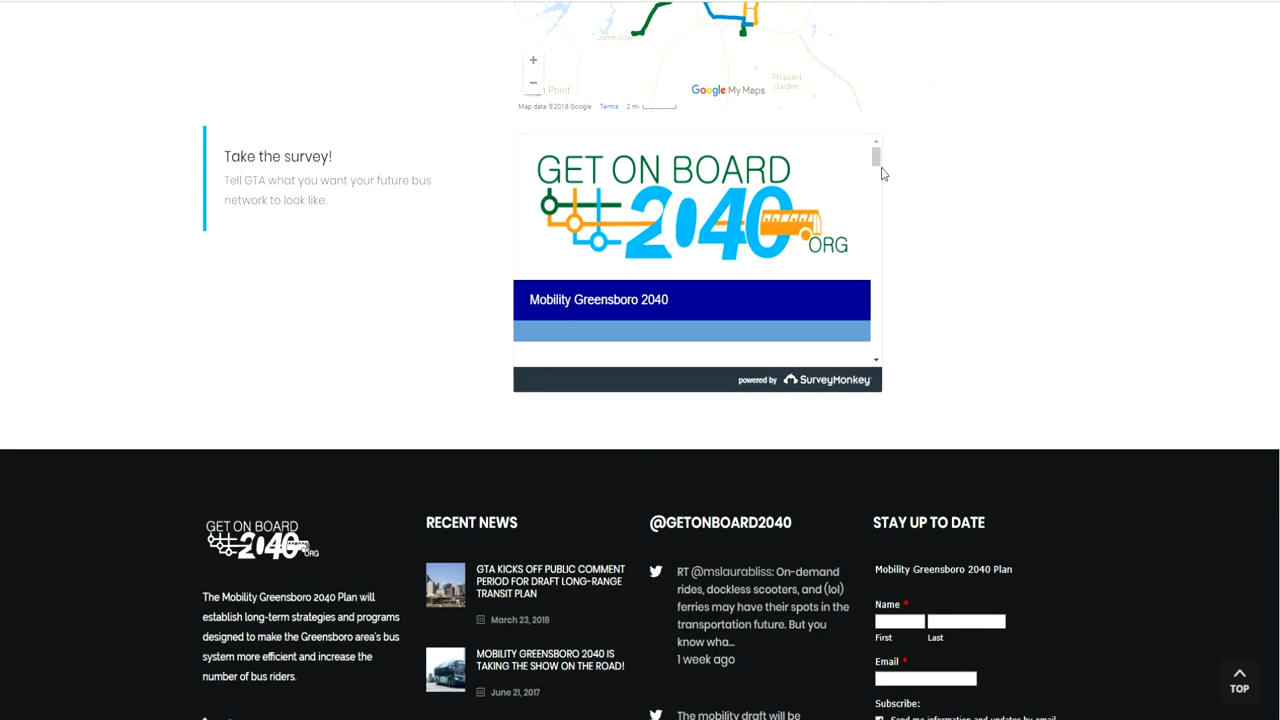 Jamestown
Pleasant
Garden
Point
Google My Maps
Map data ©2018 Google Terms 2 mi
Take the survey!
Tell GTA what you want your future bus
network to look like.
GET ON BOARD
2040
ORG
Mobility Greensboro 2040
powered by SurveyMonkey
GET ON BOARD
2040
ORG
The Mobility Greensboro 2040 Plan will
establish long-term strategies and programs
designed to make the Greensboro area's bus
system more efficient and increase the
number of bus riders.
RECENT NEWS
GTA KICKS OFF PUBLIC COMMENT
PERIOD FOR DRAFT LONG-RANGE
TRANSIT PLAN
March 23, 2018
MOBILITY GREENSBORO 2040 IS
TAKING THE SHOW ON THE ROAD!
June 21, 2017
@GETONBOARD2040
RT @mslaurabliss: On-demand
rides, dockless scooters, and (lol)
ferries may have their spots in the
transportation future. But you
know wha...
1 week ago
The mobility draft will be
STAY UP TO DATE
Mobility Greensboro 2040 Plan
Name *
First Last
Email *
Subscribe:
Send me information and updates by email
TOP